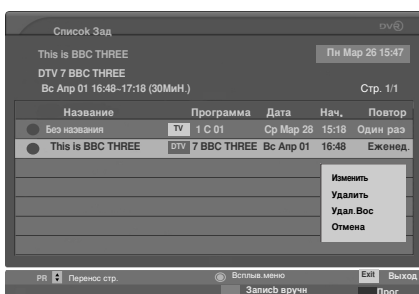 Список Зад
DVR
This is BBC THREE
Пн Мар 26 15:47
DTV 7 BBC THREE
Вс Апр 01 16:48~17:18 (30МиН.)
Стр. 1/1
Название Программа Дата Нач. Повтор
Без названия TV 1 C 01 Ср Мар 28 15:18 Один раэ
This is BBC THREE DTV 7 BBC THREE Вс Апр 01 16:48 Еженед.
Изменить
Удалить
Удал.Вос
Отмена
PR Перенос стр. Всплыв.меню Exit Выход
Записb вручн Прог